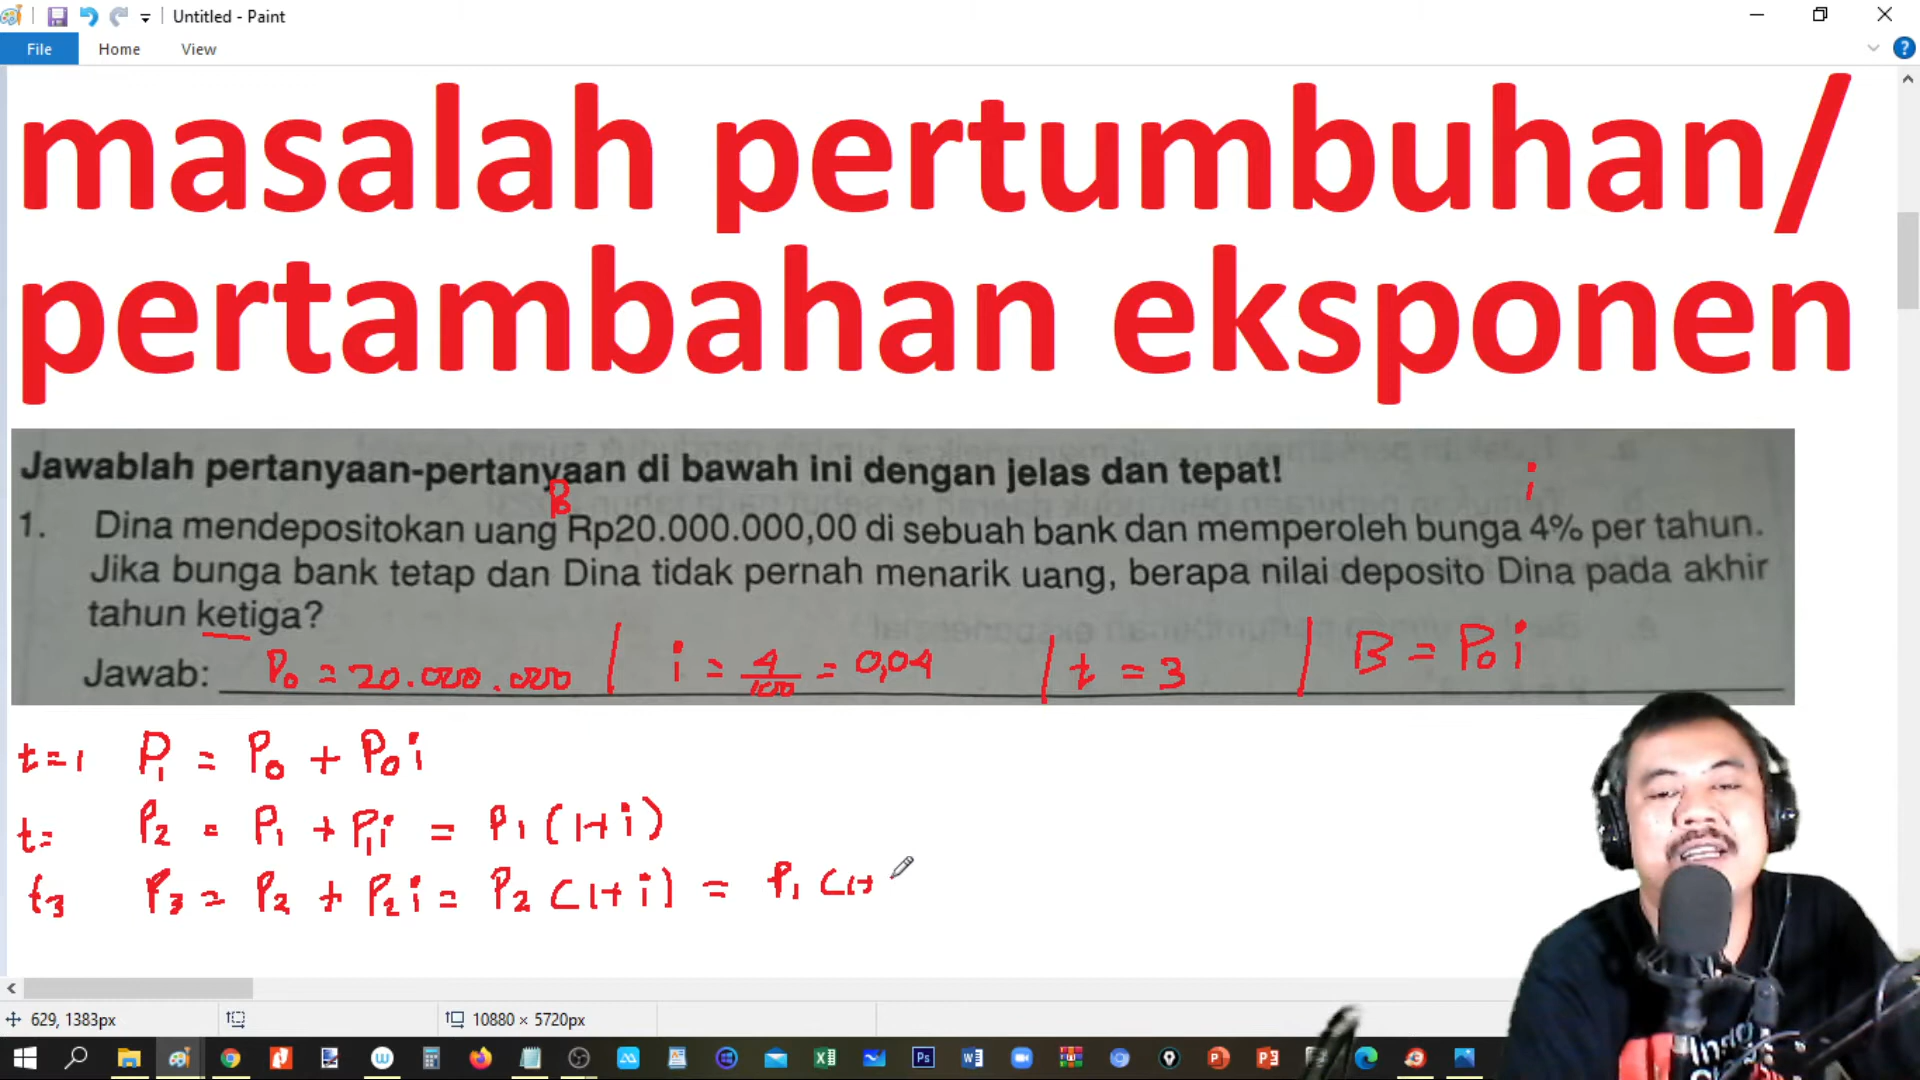 Untitled - Paint
File Home View
masalah pertumbuhan/
pertambahan eksponen
Jawablah pertanyaan-pertanyaan di bawah ini dengan jelas dan tepat!
B
i
1. Dina mendepositokan uang Rp20.000.000,00 di sebuah bank dan memperoleh bunga 4% per tahun.
Jika bunga bank tetap dan Dina tidak pernah menarik uang, berapa nilai deposito Dina pada akhir
tahun ketiga?
Jawab: P₀ = 20.000.000 | i = 4/100 = 0,04 | t = 3 | B = P₀ i
t=1 P₁ = P₀ + P₀ i
t= P₂ = P₁ + P₁i = P₁ (1+i)
t₃ P₃ = P₂ + P₂ i = P₂ (1+i) = P₁ (1+
629, 1383px
10880 × 5720px